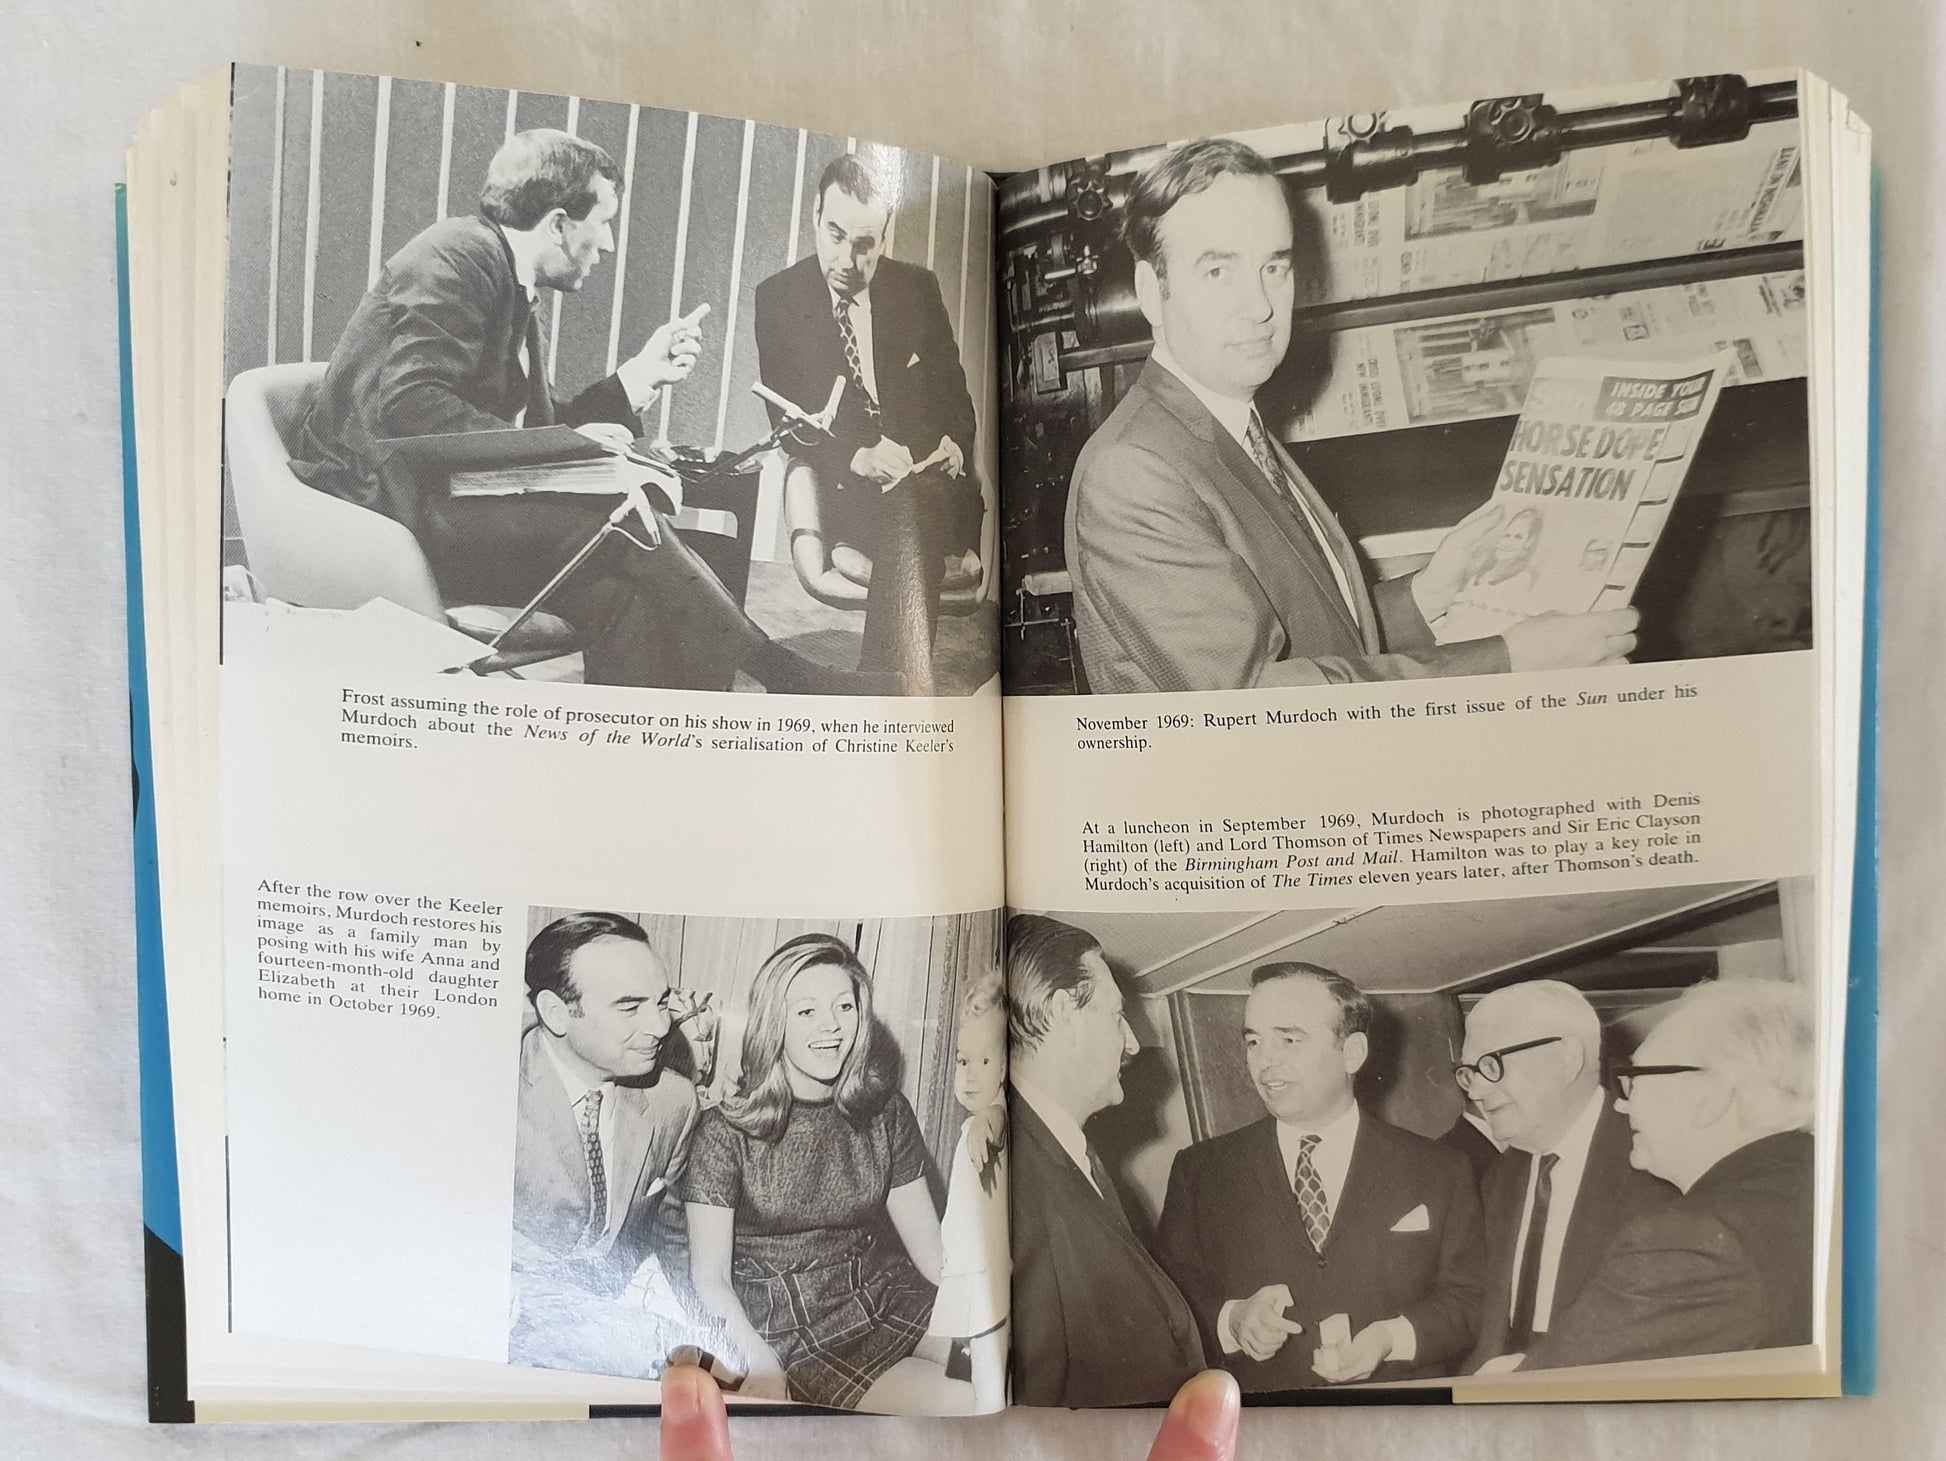 Frost assuming the role of prosecutor on his show in 1969, when he interviewed
Murdoch about the News of the World's serialisation of Christine Keeler's
memoirs.
After the row over the Keeler
memoirs, Murdoch restores his
image as a family man by
posing with his wife Anna and
fourteen-month-old daughter
Elizabeth at their London
home in October 1969.
INSIDE YOUR
48 PAGE SUN
HORSE DOPE
SENSATION
November 1969: Rupert Murdoch with the first issue of the Sun under his
ownership.
At a luncheon in September 1969, Murdoch is photographed with Denis
Hamilton (left) and Lord Thomson of Times Newspapers and Sir Eric Clayson
(right) of the Birmingham Post and Mail. Hamilton was to play a key role in
Murdoch's acquisition of The Times eleven years later, after Thomson's death.